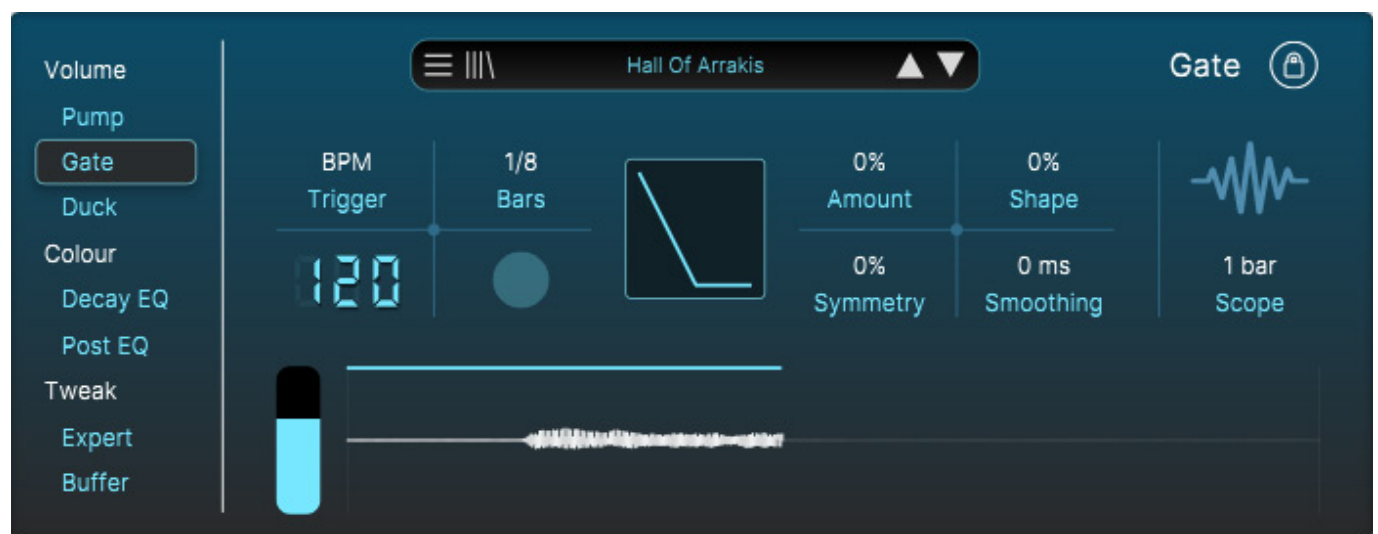 Volume
Pump
Gate
Duck
Colour
Decay EQ
Post EQ
Tweak
Expert
Buffer
Hall Of Arrakis
Gate
BPM
Trigger
120
1/8
Bars
0%
Amount
0%
Shape
0%
Symmetry
0 ms
Smoothing
1 bar
Scope